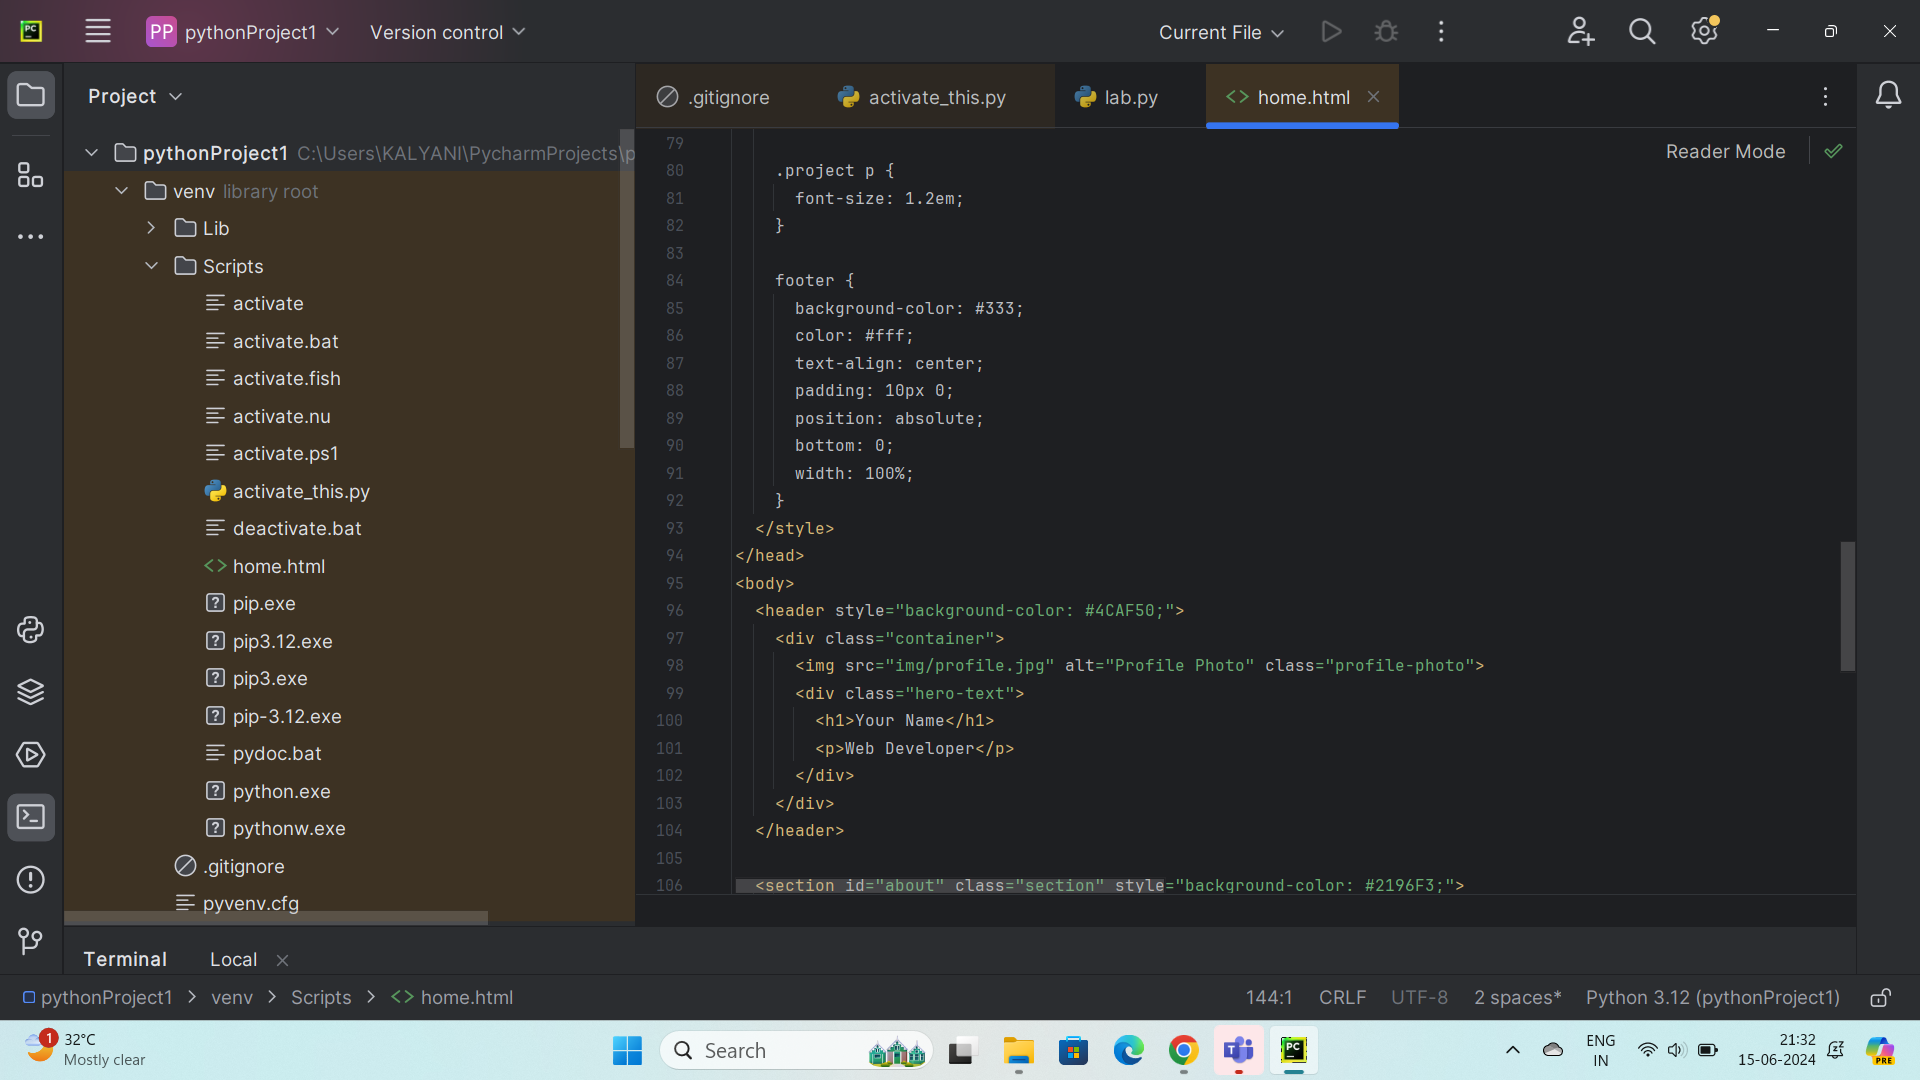 PC
PP pythonProject1
Version control
Current File
Project
pythonProject1 C:\Users\KALYANI\PycharmProjects\p
venv library root
Lib
Scripts
activate
activate.bat
activate.fish
activate.nu
activate.ps1
activate_this.py
deactivate.bat
home.html
pip.exe
pip3.12.exe
pip3.exe
pip-3.12.exe
pydoc.bat
python.exe
pythonw.exe
.gitignore
pyvenv.cfg
.gitignore
activate_this.py
lab.py
home.html
Reader Mode
79
80 .project p {
81 font-size: 1.2em;
82 }
83
84 footer {
85 background-color: #333;
86 color: #fff;
87 text-align: center;
88 padding: 10px 0;
89 position: absolute;
90 bottom: 0;
91 width: 100%;
92 }
93 </style>
94 </head>
95 <body>
96 <header style="background-color: #4CAF50;">
97 <div class="container">
98 <img src="img/profile.jpg" alt="Profile Photo" class="profile-photo">
99 <div class="hero-text">
100 <h1>Your Name</h1>
101 <p>Web Developer</p>
102 </div>
103 </div>
104 </header>
105
106 <section id="about" class="section" style="background-color: #2196F3;">
Terminal
Local
pythonProject1 > venv > Scripts > <> home.html
144:1
CRLF
UTF-8
2 spaces*
Python 3.12 (pythonProject1)
1
32°C
Mostly clear
Search
PC
ENG
IN
21:32
15-06-2024
PRE